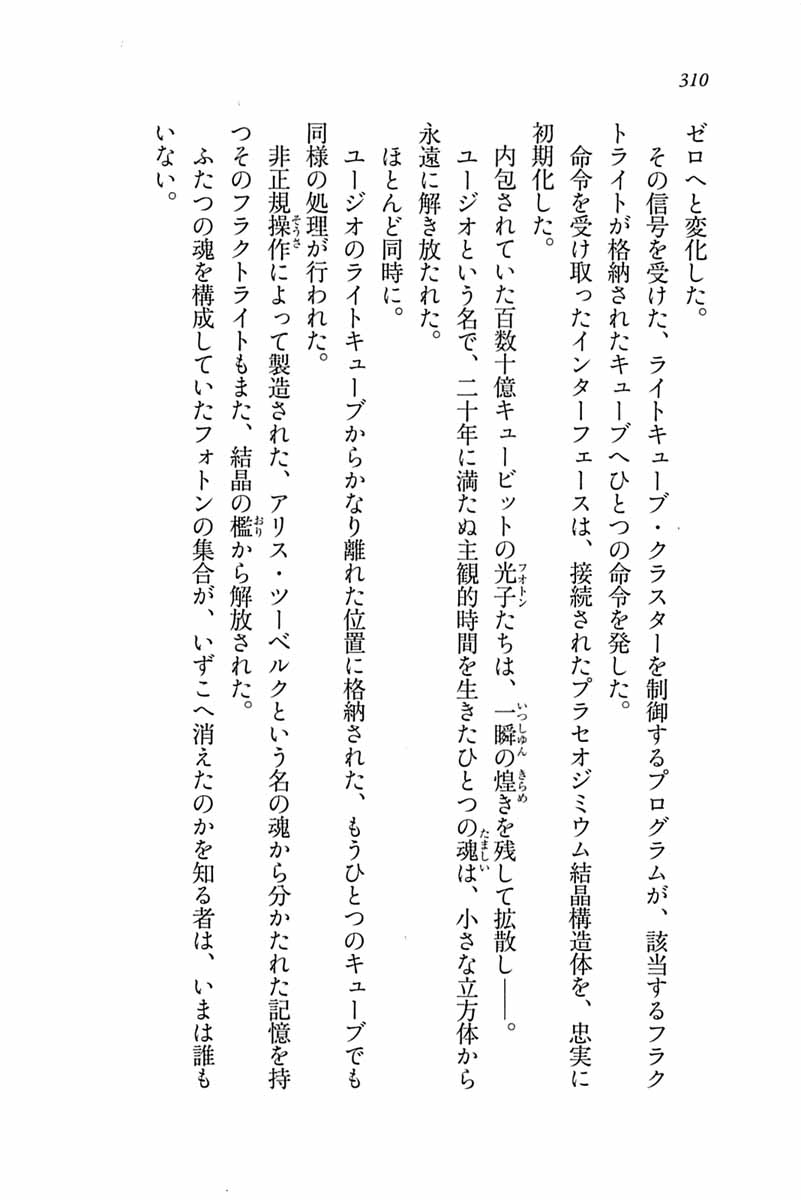 310
ゼロへと変化した。
その信号を受けた、ライトキューブ・クラスターを制御するプログラムが、該当するフラク
トライトが格納されたキューブへひとつの命令を発した。
命令を受け取ったインターフェースは、接続されたプラセオジミウム結晶構造体を、忠実に
初期化した。
内包されていた百数十億キュービットの光子たちは、一瞬の煌きを残して拡散し――。
ユージオという名で、二十年に満たぬ主観的時間を生きたひとつの魂は、小さな立方体から
永遠に解き放たれた。
ほとんど同時に。
ユージオのライトキューブからかなり離れた位置に格納された、もうひとつのキューブでも
同様の処理が行われた。
非正規操作によって製造された、アリス・ツーベルクという名の魂から分かたれた記憶を持
つそのフラクトライトもまた、結晶の檻から解放された。
ふたつの魂を構成していたフォトンの集合が、いずこへ消えたのかを知る者は、いまは誰も
いない。